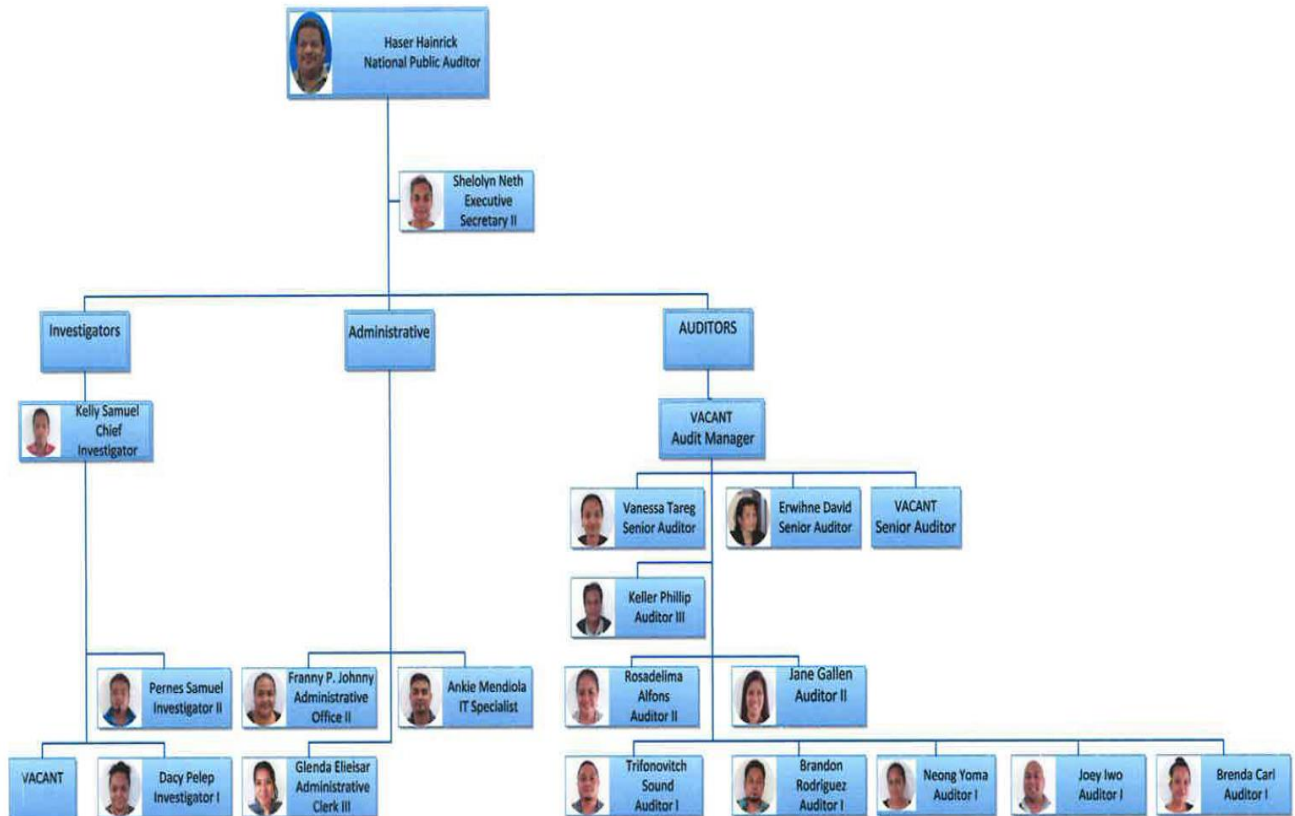 Haser Hainrick
National Public Auditor
Shelolyn Neth
Executive
Secretary II
Investigators
Administrative
AUDITORS
Kelly Samuel
Chief
Investigator
VACANT
Audit Manager
Vanessa Tareg
Senior Auditor
Erwihne David
Senior Auditor
VACANT
Senior Auditor
Keller Phillip
Auditor III
Pernes Samuel
Investigator II
Franny P. Johnny
Administrative
Office II
Ankie Mendiola
IT Specialist
Rosadelima
Alfons
Auditor II
Jane Gallen
Auditor II
VACANT
Dacy Pelep
Investigator I
Glenda Elieisar
Administrative
Clerk III
Trifonovitch
Sound
Auditor I
Brandon
Rodriguez
Auditor I
Neong Yoma
Auditor I
Joey Iwo
Auditor I
Brenda Carl
Auditor I